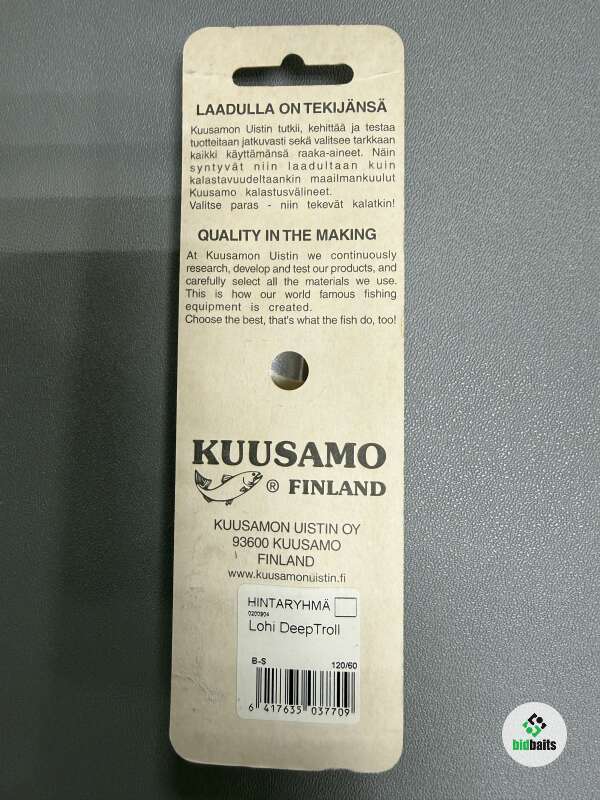 LAADULLA ON TEKIJÄNSÄ
Kuusamon Uistin tutkii, kehittää ja testaa
tuotteitaan jatkuvasti sekä valitsee tarkkaan
kaikki käyttämänsä raaka-aineet. Näin
syntyvät niin laadultaan kuin
kalastavuudeltaankin maailmankuulut
Kuusamo kalastusvälineet.
Valitse paras - niin tekevät kalatkin!
QUALITY IN THE MAKING
At Kuusamon Uistin we continuously
research, develop and test our products, and
carefully select all the materials we use.
This is how our world famous fishing
equipment is created.
Choose the best, that's what the fish do, too!
KUUSAMO
® FINLAND
KUUSAMON UISTIN OY
93600 KUUSAMO
FINLAND
www.kuusamonuistin.fi
HINTARYHMÄ
0200904
Lohi DeepTroll
B-S 120/60
6 417635 037709
bidbaits